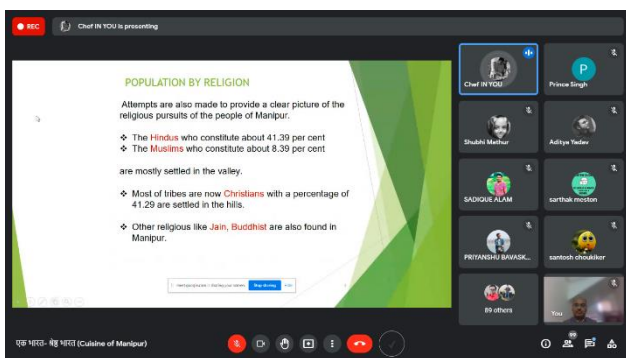 REC
Chef IN YOU is presenting
POPULATION BY RELIGION
Attempts are also made to provide a clear picture of the
religious pursuits of the people of Manipur.
❖ The Hindus who constitute about 41.39 per cent
❖ The Muslims who constitute about 8.39 per cent
are mostly settled in the valley.
❖ Most of tribes are now Christians with a percentage of
41.29 are settled in the hills.
❖ Other religious like Jain, Buddhist are also found in
Manipur.
Stop sharing
Chef IN YOU
P
Prince Singh
Shubhi Mathur
Aditya Yadav
SADIQUE ALAM
sarthak meston
PRIYANSHU BAVASK...
santosh choukiker
89 others
You
एक भारत- श्रेष्ठ भारत (Cuisine of Manipur)
99